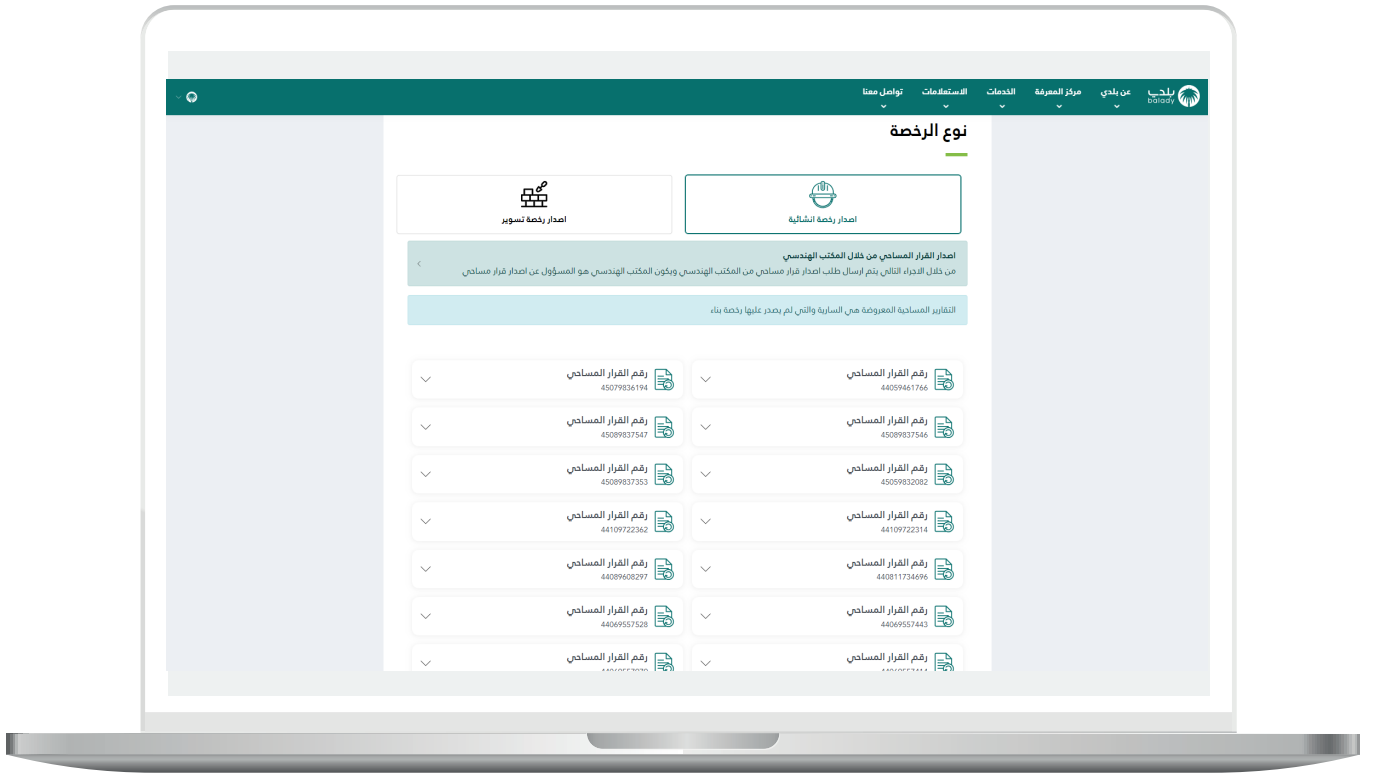 بلدي
balady
عن بلدي
مركز المعرفة
الخدمات
الاستعلامات
تواصل معنا
نوع الرخصة
اصدار رخصة انشائية
اصدار رخصة تسوير
اصدار القرار المساحي من خلال المكتب الهندسي
من خلال الاجراء التالي يتم ارسال طلب اصدار قرار مساحي من المكتب الهندسي ويكون المكتب الهندسي هو المسؤول عن اصدار قرار مساحي
التقارير المساحية المعروضة هي السارية والتي لم يصدر عليها رخصة بناء
رقم القرار المساحي
44059461766
رقم القرار المساحي
45079836194
رقم القرار المساحي
45089837546
رقم القرار المساحي
45089837547
رقم القرار المساحي
45059832082
رقم القرار المساحي
45089837353
رقم القرار المساحي
44109722314
رقم القرار المساحي
44109722362
رقم القرار المساحي
440811734696
رقم القرار المساحي
44089608297
رقم القرار المساحي
44069557443
رقم القرار المساحي
44069557528
رقم القرار المساحي
رقم القرار المساحي